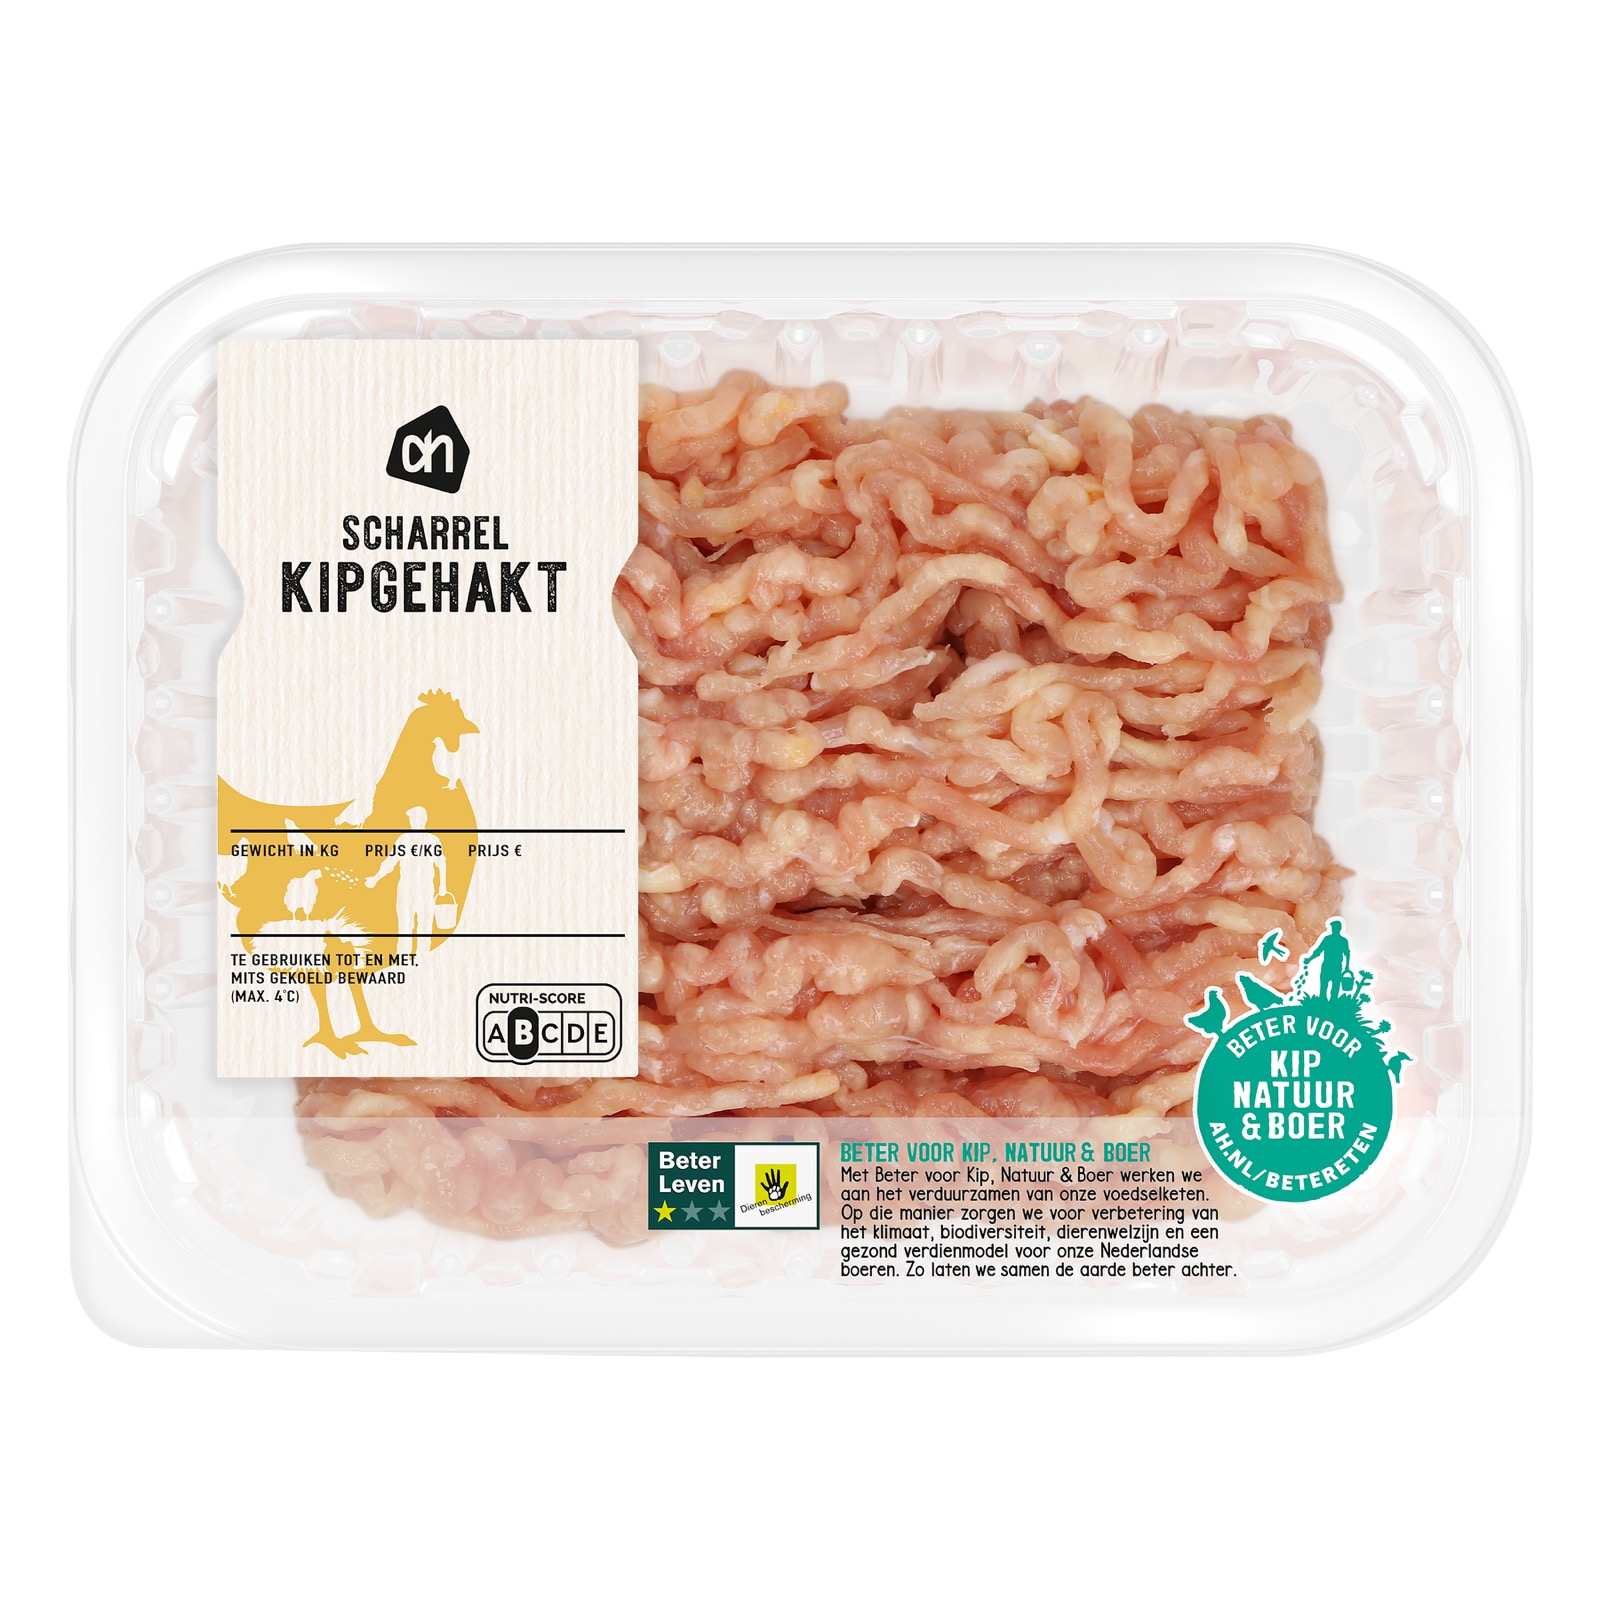 ah
SCHARREL
KIPGEHAKT
GEWICHT IN KG PRIJS €/KG PRIJS €
TE GEBRUIKEN TOT EN MET,
MITS GEKOELD BEWAARD
(MAX. 4°C)
NUTRI-SCORE
A B C D E
Beter
Leven
Dieren
bescherming
BETER VOOR KIP, NATUUR & BOER
Met Beter voor Kip, Natuur & Boer werken we
aan het verduurzamen van onze voedselketen.
Op die manier zorgen we voor verbetering van
het klimaat, biodiversiteit, dierenwelzijn en een
gezond verdienmodel voor onze Nederlandse
boeren. Zo laten we samen de aarde beter achter.
BETER VOOR
KIP
NATUUR
& BOER
AH.NL/BETERETEN